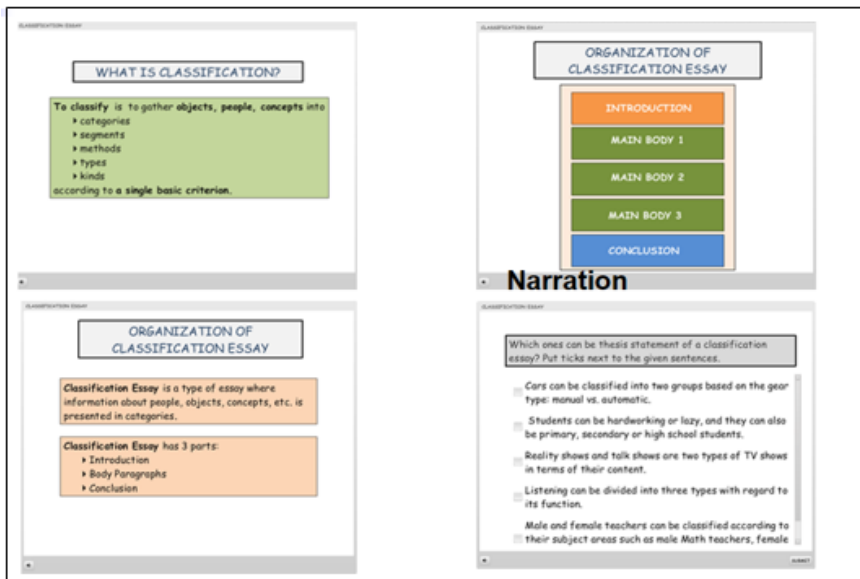 CLASSIFICATION ESSAY
WHAT IS CLASSIFICATION?
To classify is to gather objects, people, concepts into
categories
segments
methods
types
kinds
according to a single basic criterion.
CLASSIFICATION ESSAY
ORGANIZATION OF
CLASSIFICATION ESSAY
INTRODUCTION
MAIN BODY 1
MAIN BODY 2
MAIN BODY 3
CONCLUSION
Narration
CLASSIFICATION ESSAY
ORGANIZATION OF
CLASSIFICATION ESSAY
Classification Essay is a type of essay where
information about people, objects, concepts, etc. is
presented in categories.
Classification Essay has 3 parts:
Introduction
Body Paragraphs
Conclusion
CLASSIFICATION ESSAY
Which ones can be thesis statement of a classification
essay? Put ticks next to the given sentences.
Cars can be classified into two groups based on the gear
type: manual vs. automatic.
Students can be hardworking or lazy, and they can also
be primary, secondary or high school students.
Reality shows and talk shows are two types of TV shows
in terms of their content.
Listening can be divided into three types with regard to
its function.
Male and female teachers can be classified according to
their subject areas such as male Math teachers, female
SUBMIT